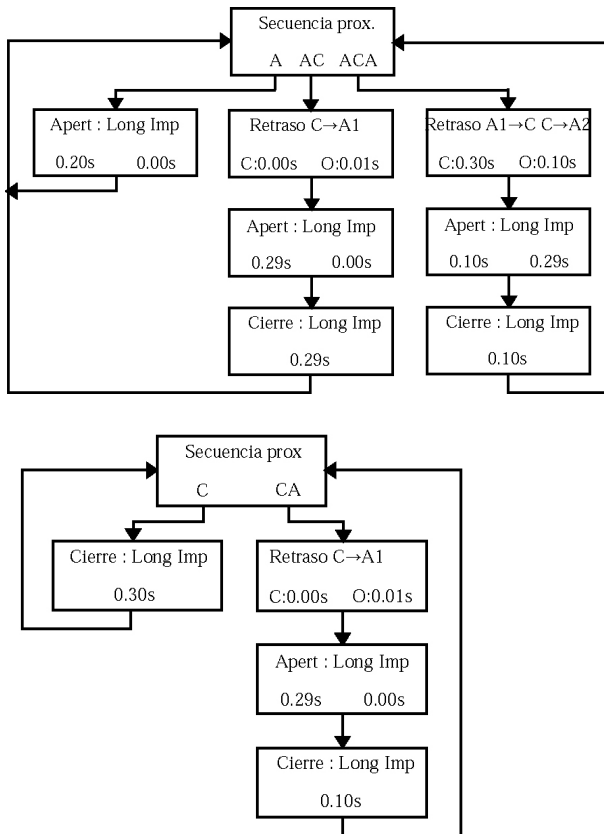 Secuencia prox.
A AC ACA
Apert : Long Imp
0.20s 0.00s
Retraso C→A1
C:0.00s O:0.01s
Retraso A1→C C→A2
C:0.30s O:0.10s
Apert : Long Imp
0.29s 0.00s
Apert : Long Imp
0.10s 0.29s
Cierre : Long Imp
0.29s
Cierre : Long Imp
0.10s
Secuencia prox
C CA
Cierre : Long Imp
0.30s
Retraso C→A1
C:0.00s O:0.01s
Apert : Long Imp
0.29s 0.00s
Cierre : Long Imp
0.10s